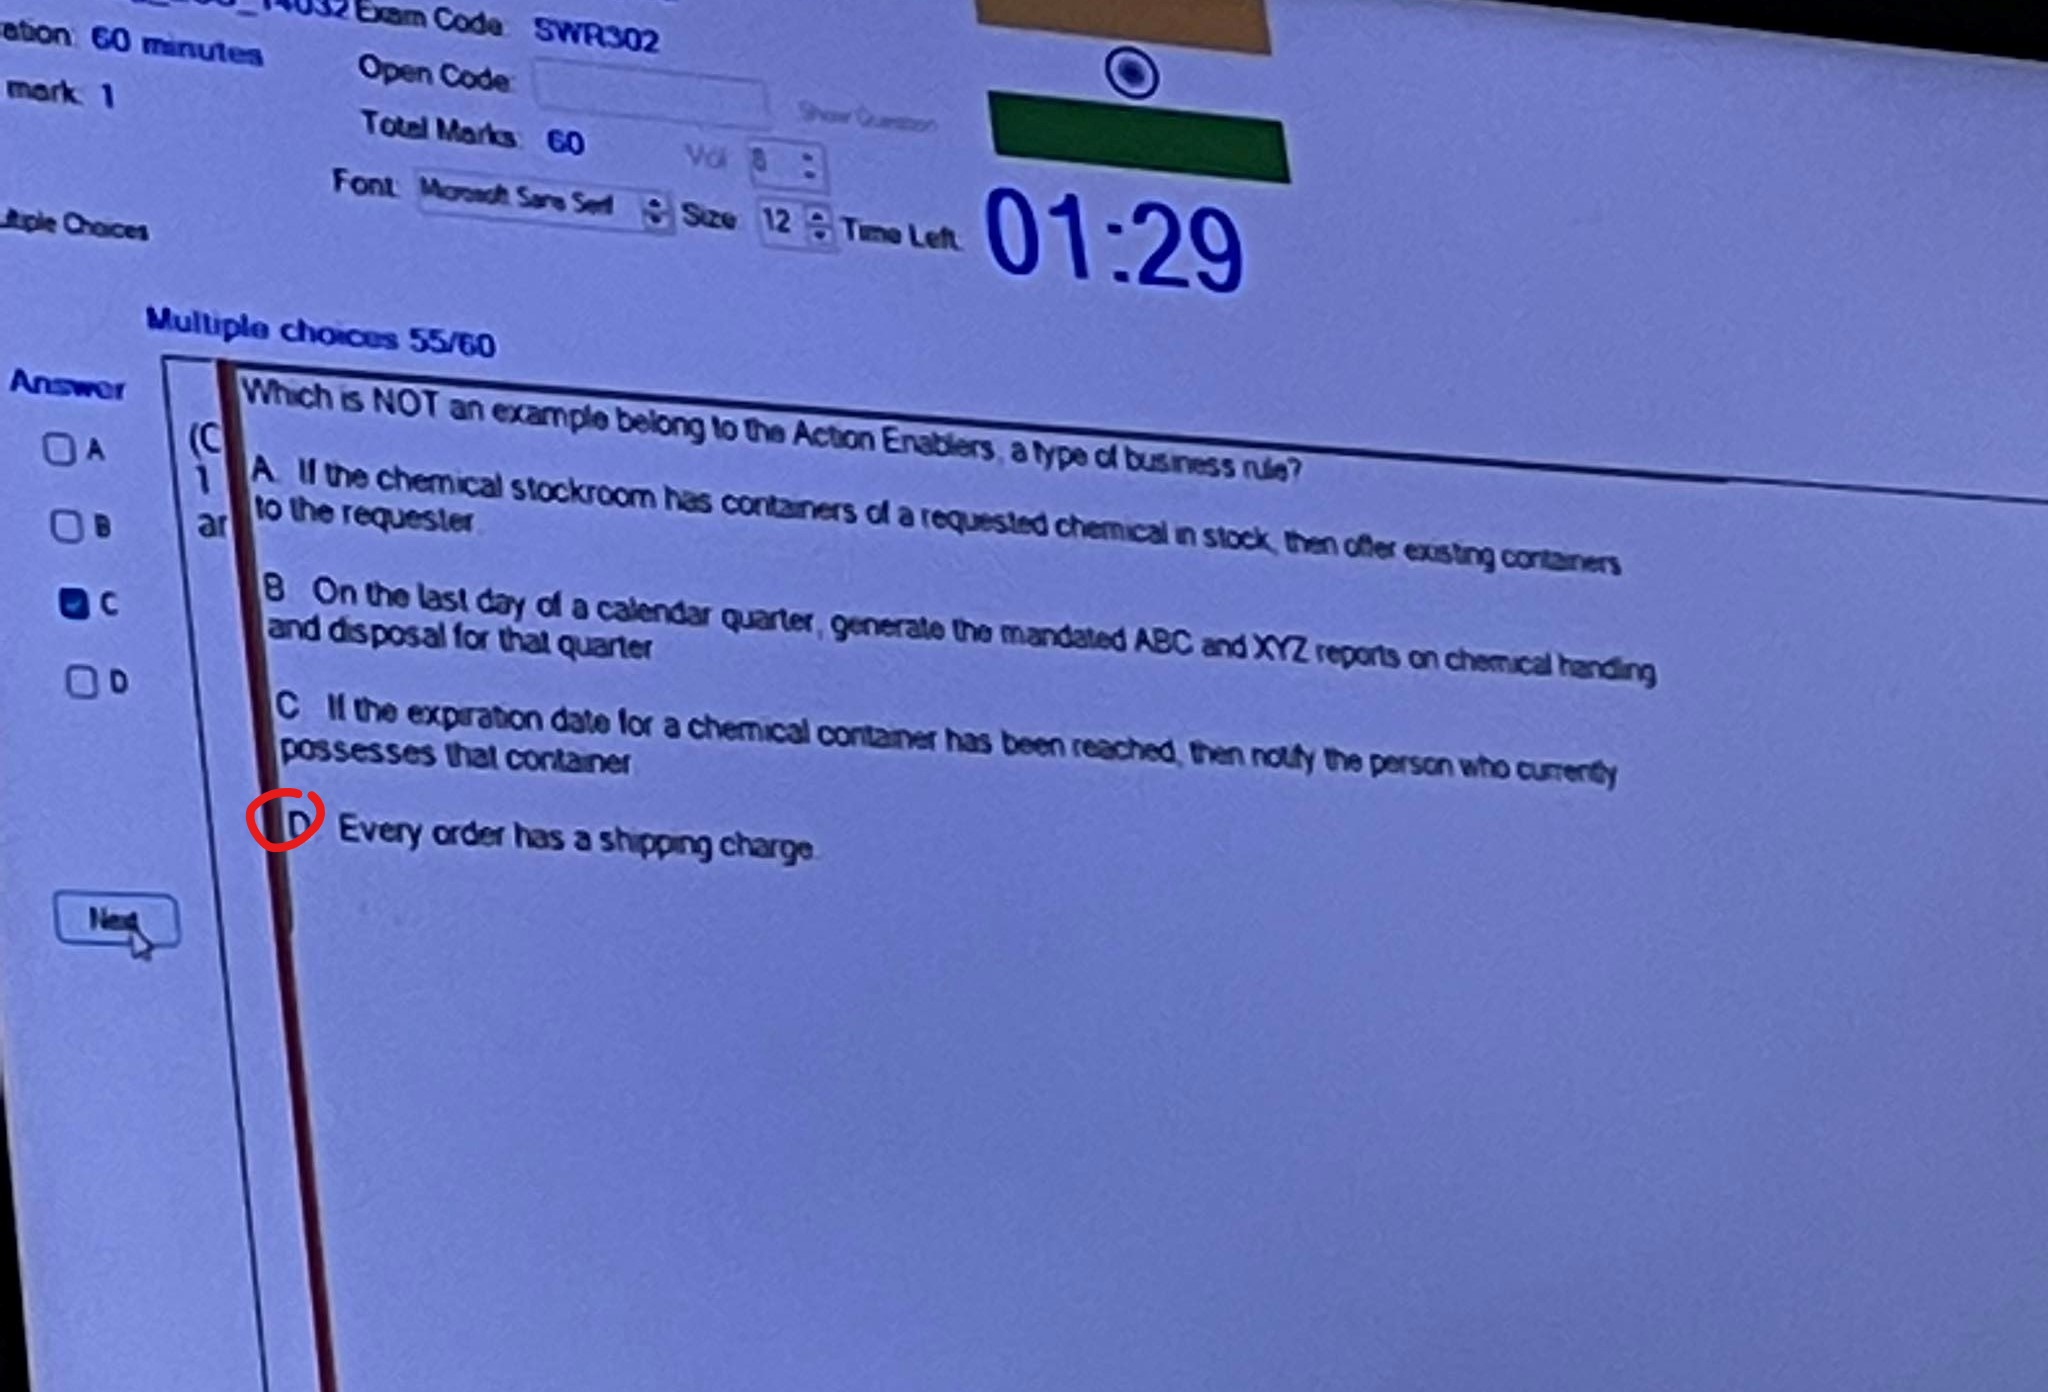 14032 Exam Code SWR302
ation: 60 minutes
Open Code:
Show Question
mark: 1
Total Marks: 60
Vol 8
Font: Microsoft Sans Serif Size 12 Time Left: 01:29
Multiple choices 55/60
Answer
A
B
C
D
Next
(C
1
ar
Which is NOT an example belong to the Action Enablers, a type of business rule?
A. If the chemical stockroom has containers of a requested chemical in stock, then offer existing containers
to the requester.
B On the last day of a calendar quarter, generate the mandated ABC and XYZ reports on chemical handling
and disposal for that quarter
C If the expiration date for a chemical container has been reached, then notify the person who currently
possesses that container.
D Every order has a shipping charge.